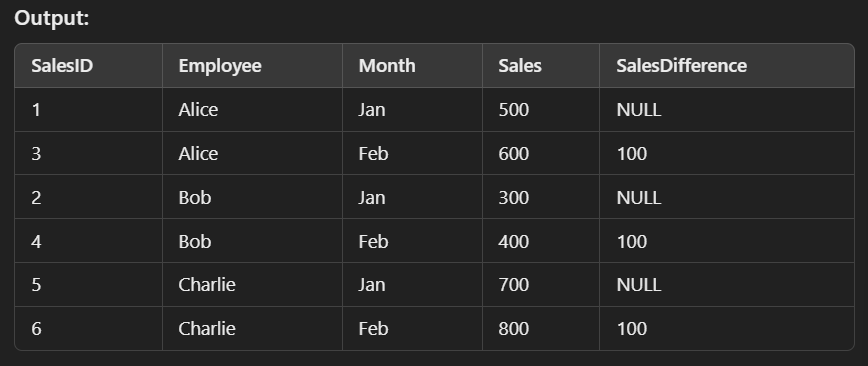 Output:
SalesID Employee Month Sales SalesDifference
1 Alice Jan 500 NULL
3 Alice Feb 600 100
2 Bob Jan 300 NULL
4 Bob Feb 400 100
5 Charlie Jan 700 NULL
6 Charlie Feb 800 100